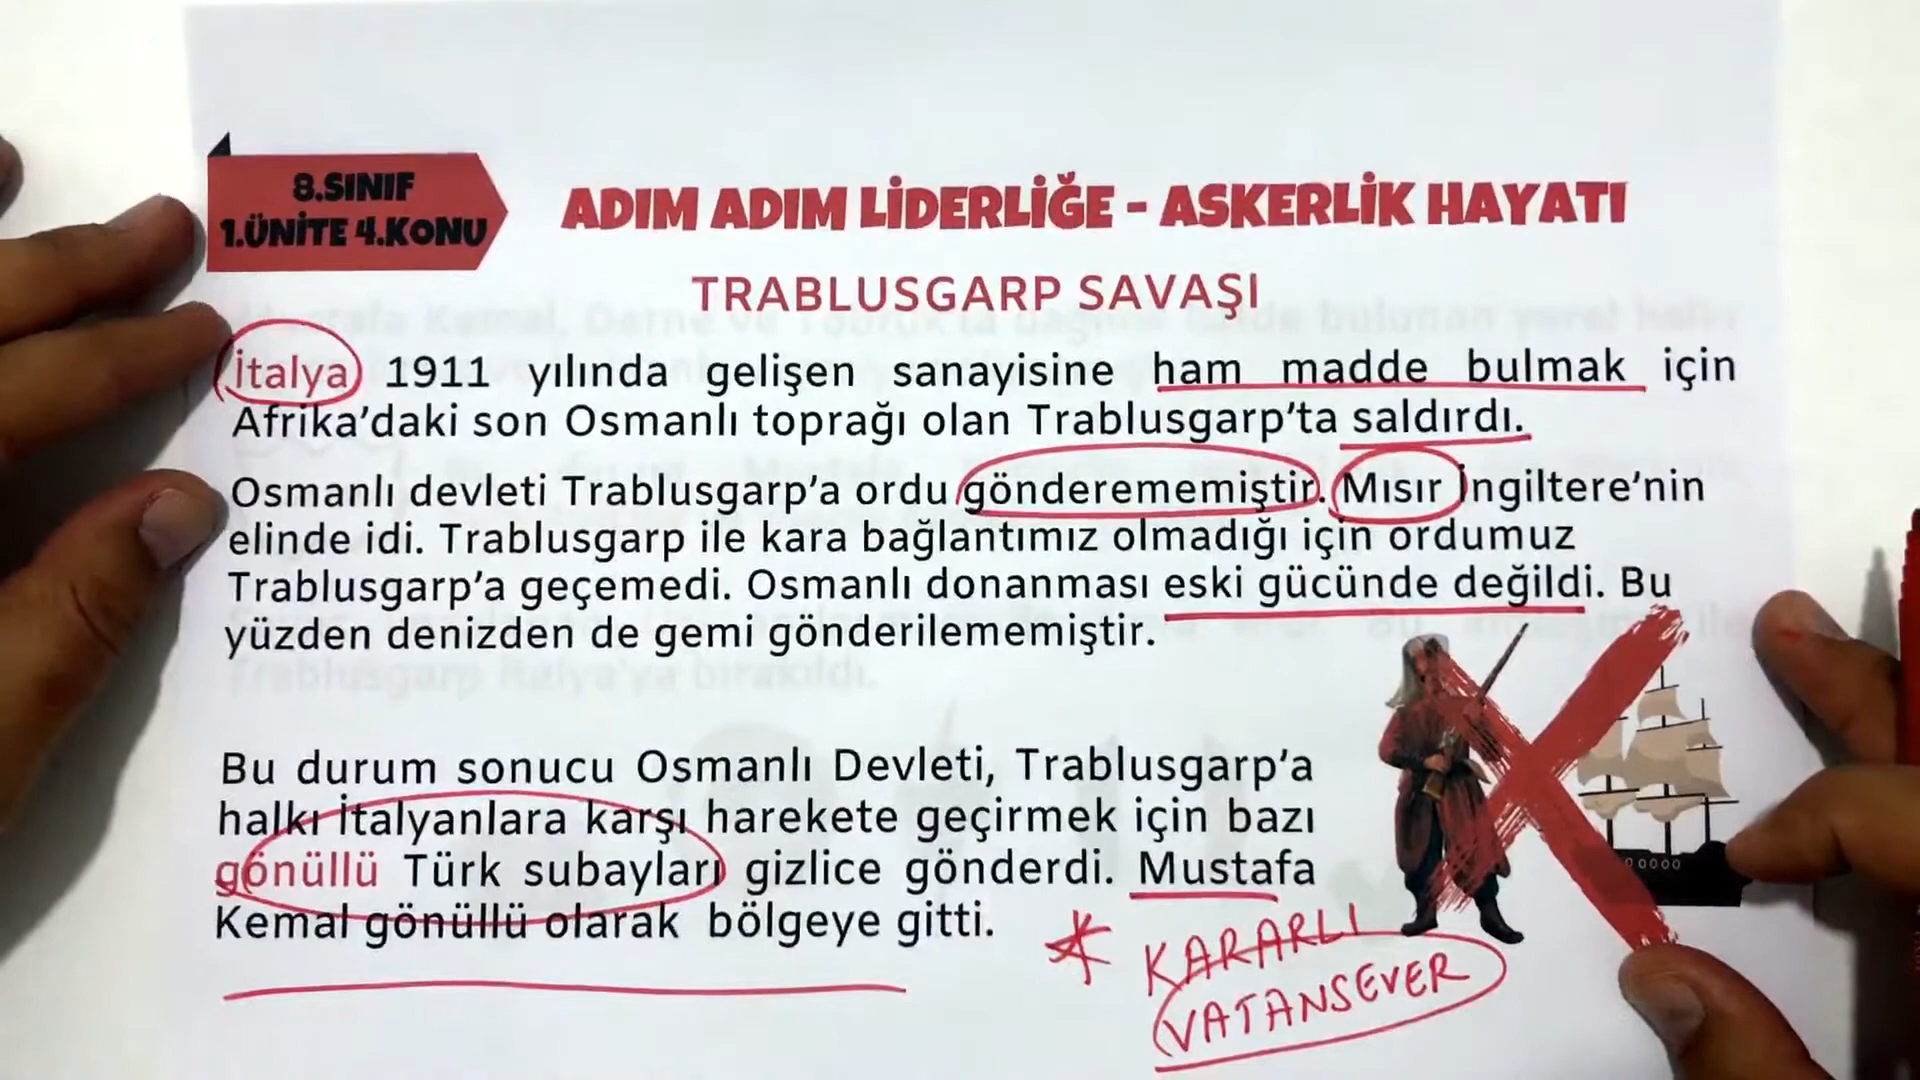 8.SINIF
1.ÜNİTE 4.KONU
ADIM ADIM LİDERLİĞE - ASKERLİK HAYATI
TRABLUSGARP SAVAŞI
İtalya 1911 yılında gelişen sanayisine ham madde bulmak için
Afrika'daki son Osmanlı toprağı olan Trablusgarp'ta saldırdı.
Osmanlı devleti Trablusgarp'a ordu gönderememiştir. Mısır İngiltere'nin
elinde idi. Trablusgarp ile kara bağlantımız olmadığı için ordumuz
Trablusgarp'a geçemedi. Osmanlı donanması eski gücünde değildi. Bu
yüzden denizden de gemi gönderilememiştir.
Bu durum sonucu Osmanlı Devleti, Trablusgarp'a
halkı İtalyanlara karşı harekete geçirmek için bazı
gönüllü Türk subayları gizlice gönderdi. Mustafa
Kemal gönüllü olarak bölgeye gitti.
KARARLI
VATANSEVER